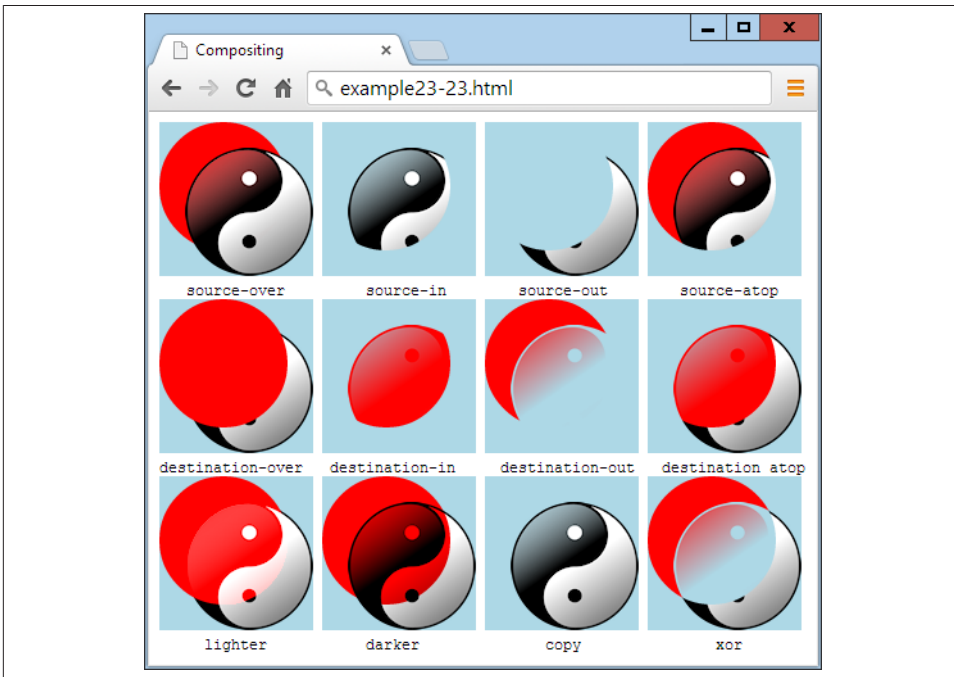 Compositing
example23-23.html
source-over source-in source-out source-atop
destination-over destination-in destination-out destination atop
lighter darker copy xor